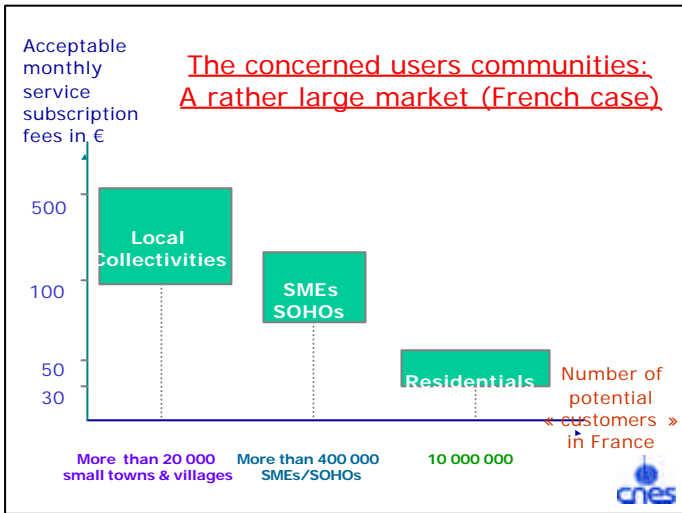 Acceptable
monthly
service
subscription
fees in €
The concerned users communities:
A rather large market (French case)
500
100
50
30
Local
Collectivities
SMEs
SOHOs
Residentials
Number of
potential
« customers »
in France
More than 20 000
small towns & villages
More than 400 000
SMEs/SOHOs
10 000 000
cnes